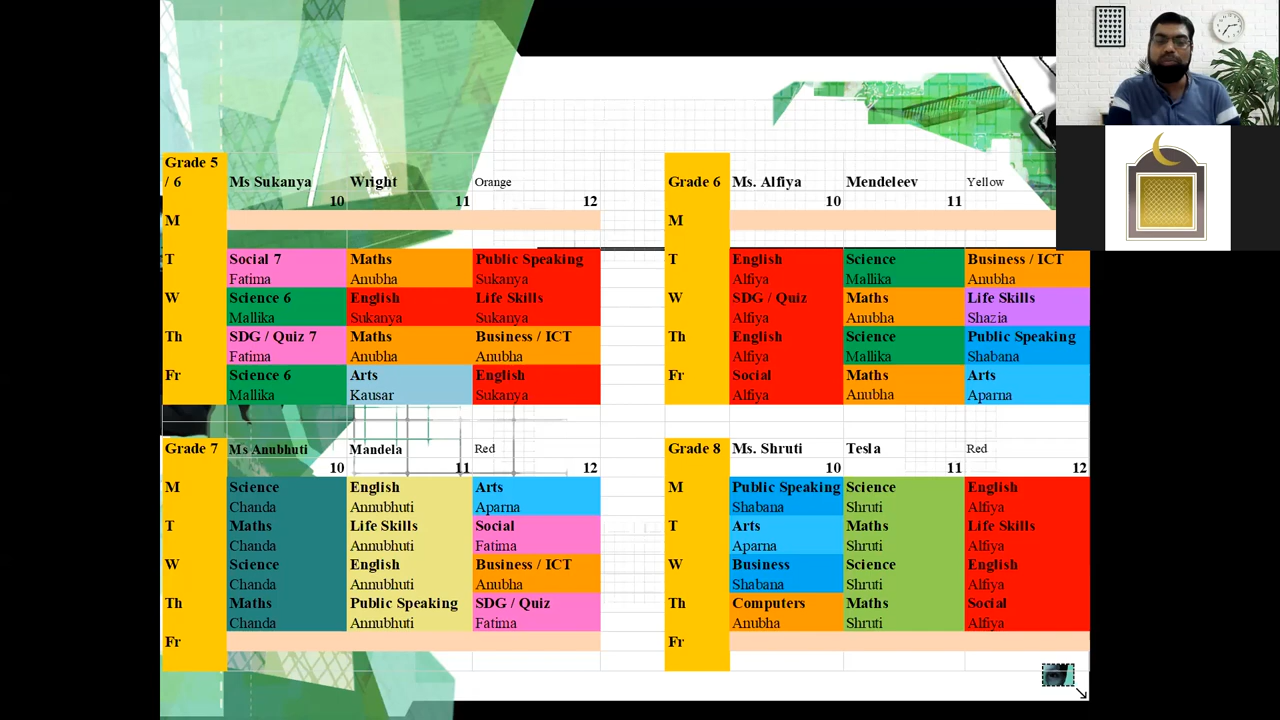 Grade 5 / 6 Ms Sukanya Wright Orange
10 11 12
M
T Social 7 Maths Public Speaking
Fatima Anubha Sukanya
W Science 6 English Life Skills
Mallika Sukanya Sukanya
Th SDG / Quiz 7 Maths Business / ICT
Fatima Anubha Anubha
Fr Science 6 Arts English
Mallika Kausar Sukanya
Grade 6 Ms. Alfiya Mendeleev Yellow
10 11
M
T English Science Business / ICT
Alfiya Mallika Anubha
W SDG / Quiz Maths Life Skills
Alfiya Anubha Shazia
Th English Science Public Speaking
Alfiya Mallika Shabana
Fr Social Maths Arts
Alfiya Anubha Aparna
Grade 7 Ms Anubhuti Mandela Red
10 11 12
M Science English Arts
Chanda Annubhuti Aparna
T Maths Life Skills Social
Chanda Annubhuti Fatima
W Science English Business / ICT
Chanda Annubhuti Anubha
Th Maths Public Speaking SDG / Quiz
Chanda Annubhuti Fatima
Fr
Grade 8 Ms. Shruti Tesla Red
10 11 12
M Public Speaking Science English
Shabana Shruti Alfiya
T Arts Maths Life Skills
Aparna Shruti Alfiya
W Business Science English
Shabana Shruti Alfiya
Th Computers Maths Social
Anubha Shruti Alfiya
Fr